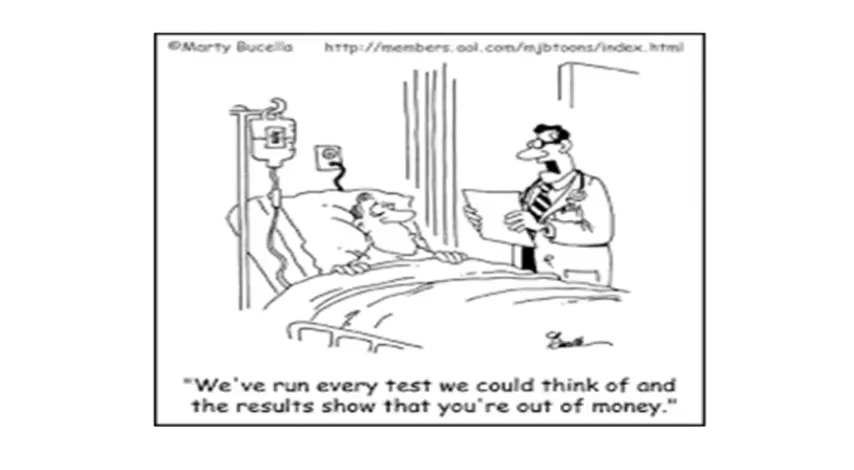 ©Marty Bucella http://members.aol.com/mjbtoons/index.html
"We've run every test we could think of and
the results show that you're out of money."